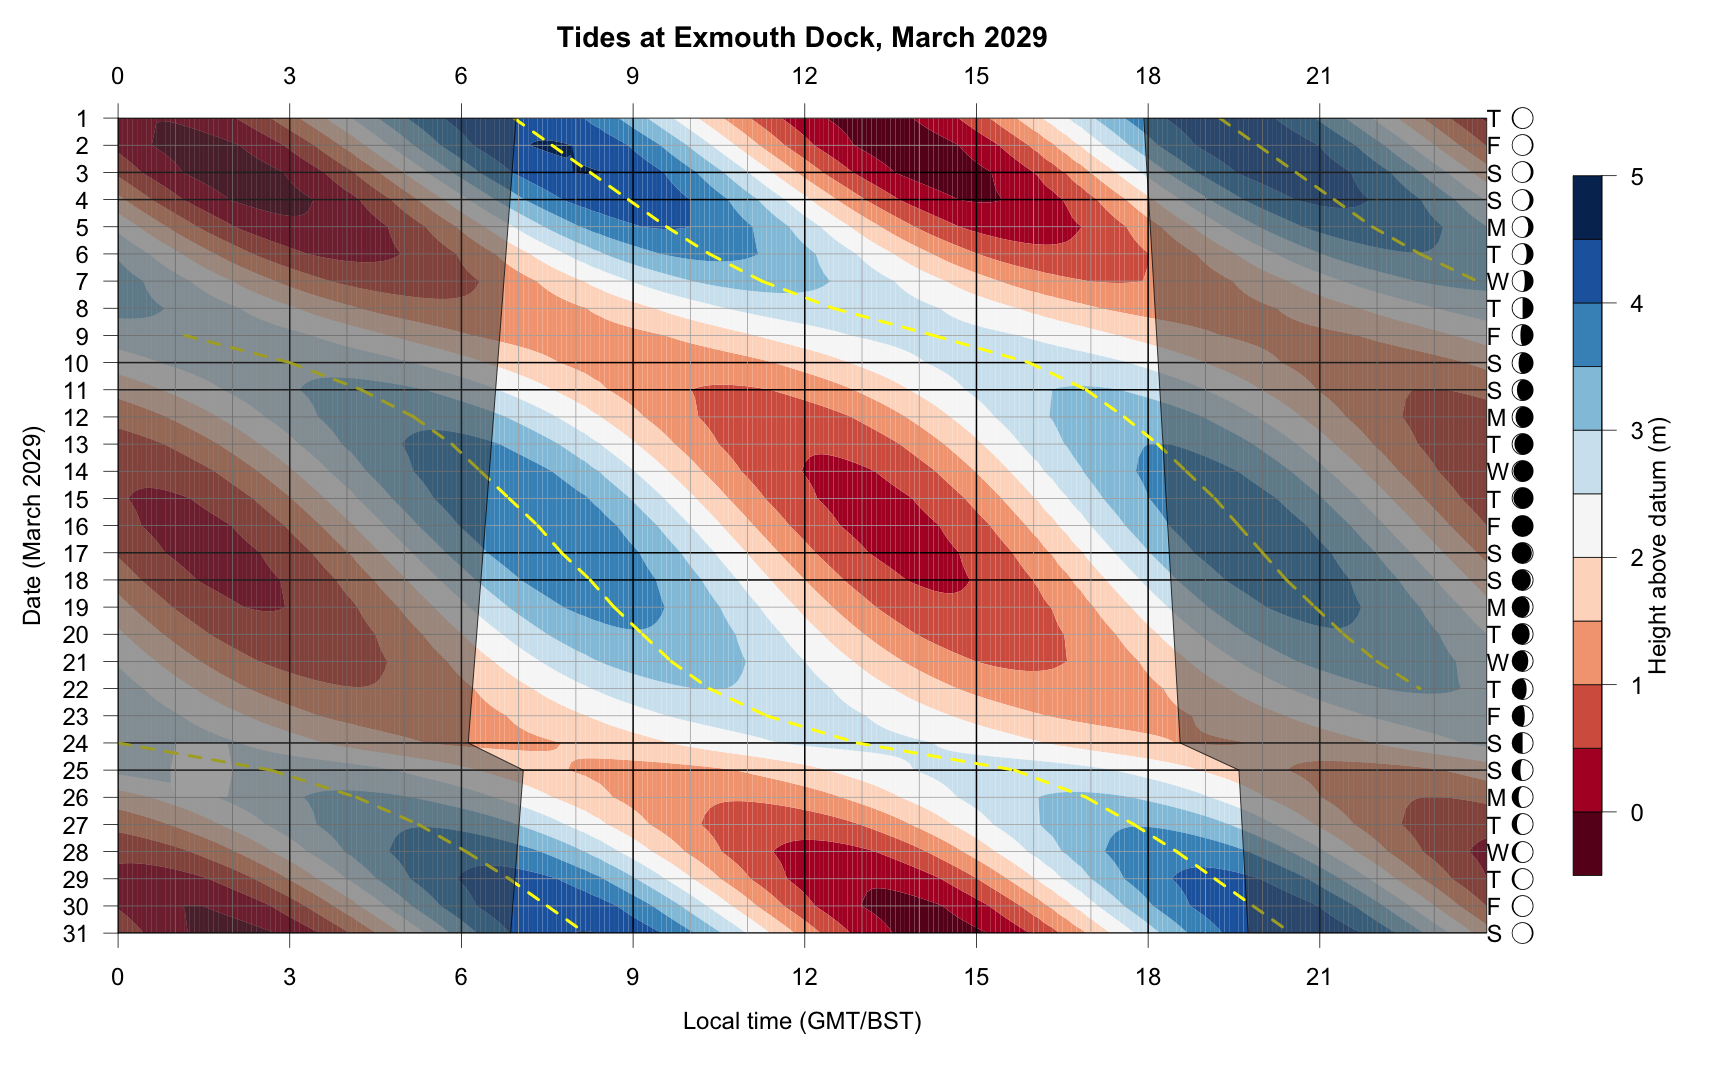 Tides at Exmouth Dock, March 2029
0 3 6 9 12 15 18 21
1 T
2 F
3 S
4 S
5 M
6 T
7 W
8 T
9 F
10 S
11 S
12 M
13 T
14 W
15 T
16 F
17 S
18 S
19 M
20 T
21 W
22 T
23 F
24 S
25 S
26 M
27 T
28 W
29 T
30 F
31 S
0 3 6 9 12 15 18 21
Local time (GMT/BST)
Date (March 2029)
5
4
3
2
1
0
Height above datum (m)